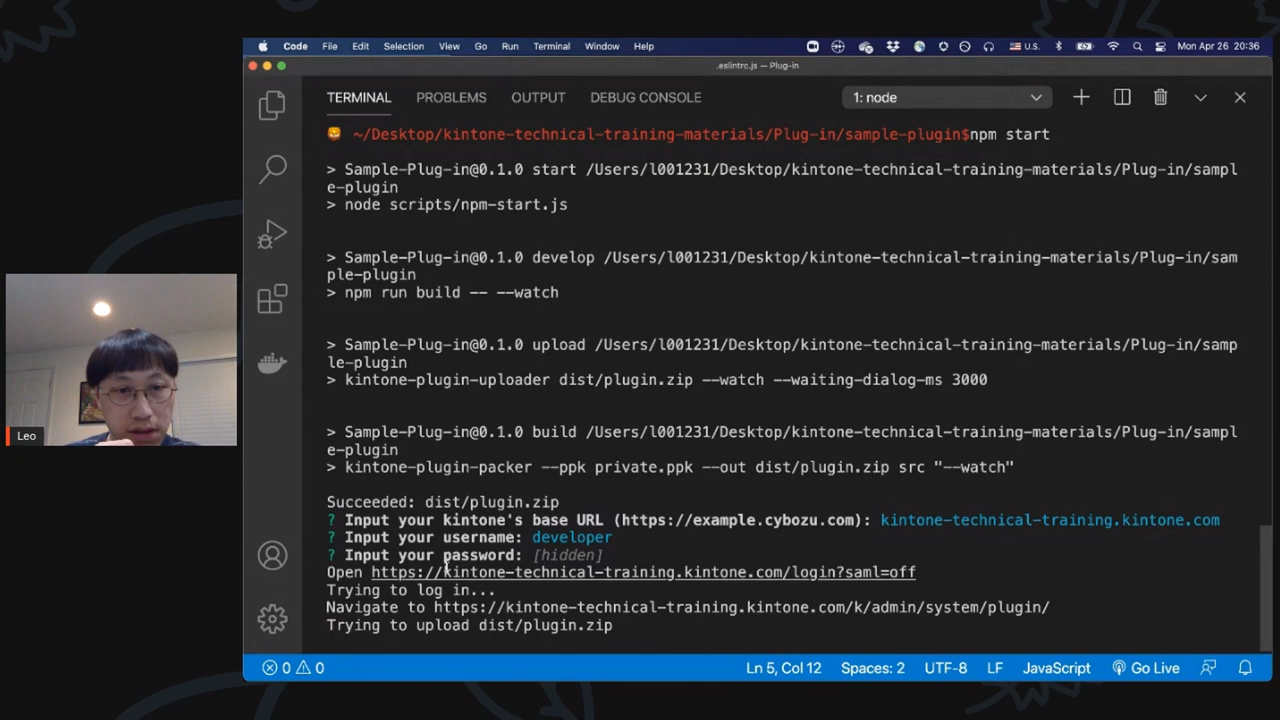 Code File Edit Selection View Go Run Terminal Window Help U.S. Mon Apr 26 20:36
.eslintrc.js — Plug-in
TERMINAL PROBLEMS OUTPUT DEBUG CONSOLE 1: node
~/Desktop/kintone-technical-training-materials/Plug-in/sample-plugin$npm start
> Sample-Plug-in@0.1.0 start /Users/l001231/Desktop/kintone-technical-training-materials/Plug-in/sampl
e-plugin
> node scripts/npm-start.js
> Sample-Plug-in@0.1.0 develop /Users/l001231/Desktop/kintone-technical-training-materials/Plug-in/sam
ple-plugin
> npm run build -- --watch
> Sample-Plug-in@0.1.0 upload /Users/l001231/Desktop/kintone-technical-training-materials/Plug-in/samp
le-plugin
> kintone-plugin-uploader dist/plugin.zip --watch --waiting-dialog-ms 3000
> Sample-Plug-in@0.1.0 build /Users/l001231/Desktop/kintone-technical-training-materials/Plug-in/sampl
e-plugin
> kintone-plugin-packer --ppk private.ppk --out dist/plugin.zip src "--watch"
Succeeded: dist/plugin.zip
? Input your kintone's base URL (https://example.cybozu.com): kintone-technical-training.kintone.com
? Input your username: developer
? Input your password: [hidden]
Open https://kintone-technical-training.kintone.com/login?saml=off
Trying to log in...
Navigate to https://kintone-technical-training.kintone.com/k/admin/system/plugin/
Trying to upload dist/plugin.zip
Leo
0 0 Ln 5, Col 12 Spaces: 2 UTF-8 LF JavaScript Go Live